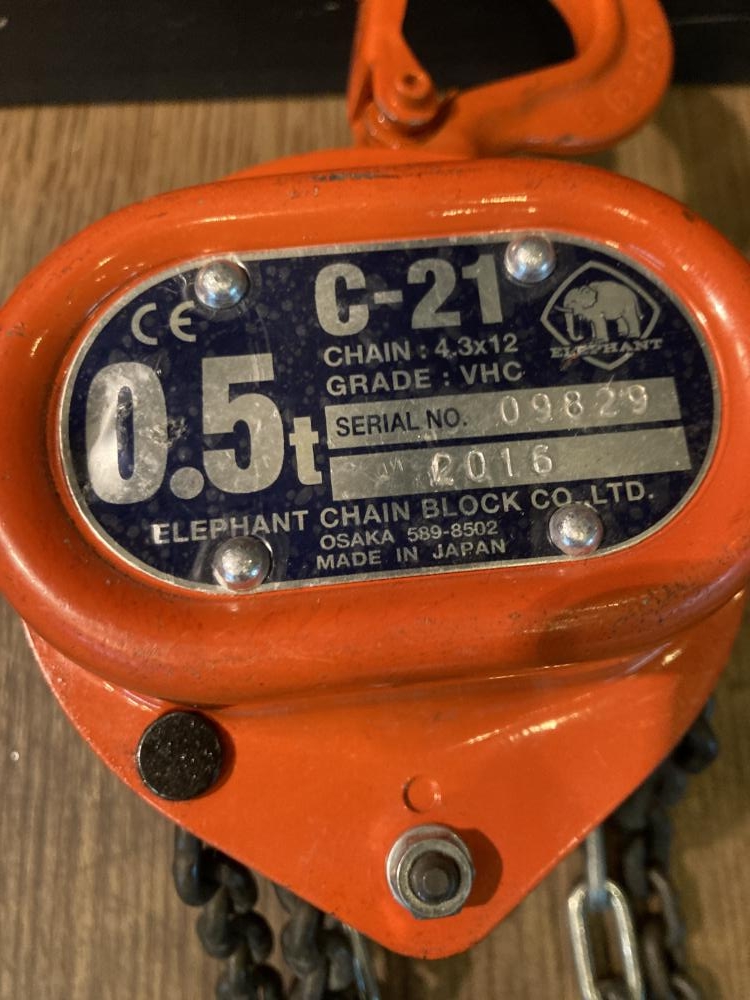 CE
C-21
ELEPHANT
0.5t
CHAIN : 4.3x12
GRADE : VHC
SERIAL NO. 09829
2016
ELEPHANT CHAIN BLOCK CO.,LTD.
OSAKA 589-8502
MADE IN JAPAN